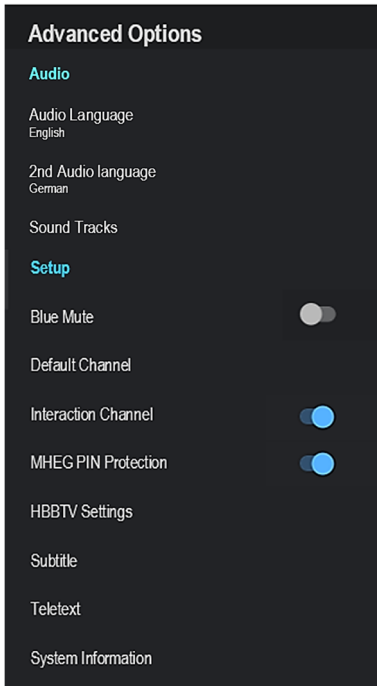 Advanced Options
Audio
Audio Language
English
2nd Audio language
German
Sound Tracks
Setup
Blue Mute
Default Channel
Interaction Channel
MHEG PIN Protection
HBBTV Settings
Subtitle
Teletext
System Information